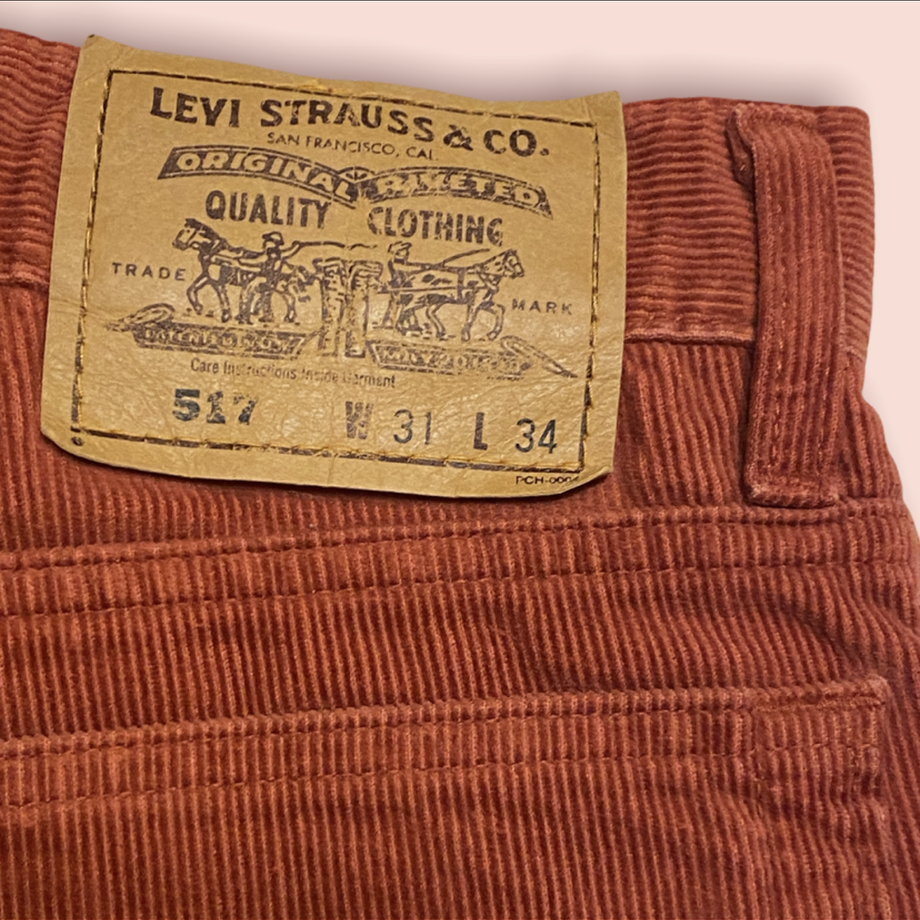 LEVI STRAUSS & CO.
SAN FRANCISCO, CAL.
ORIGINAL RIVETED
QUALITY CLOTHING
TRADE MARK
Care Instructions Inside Garment
517 W 31 L 34